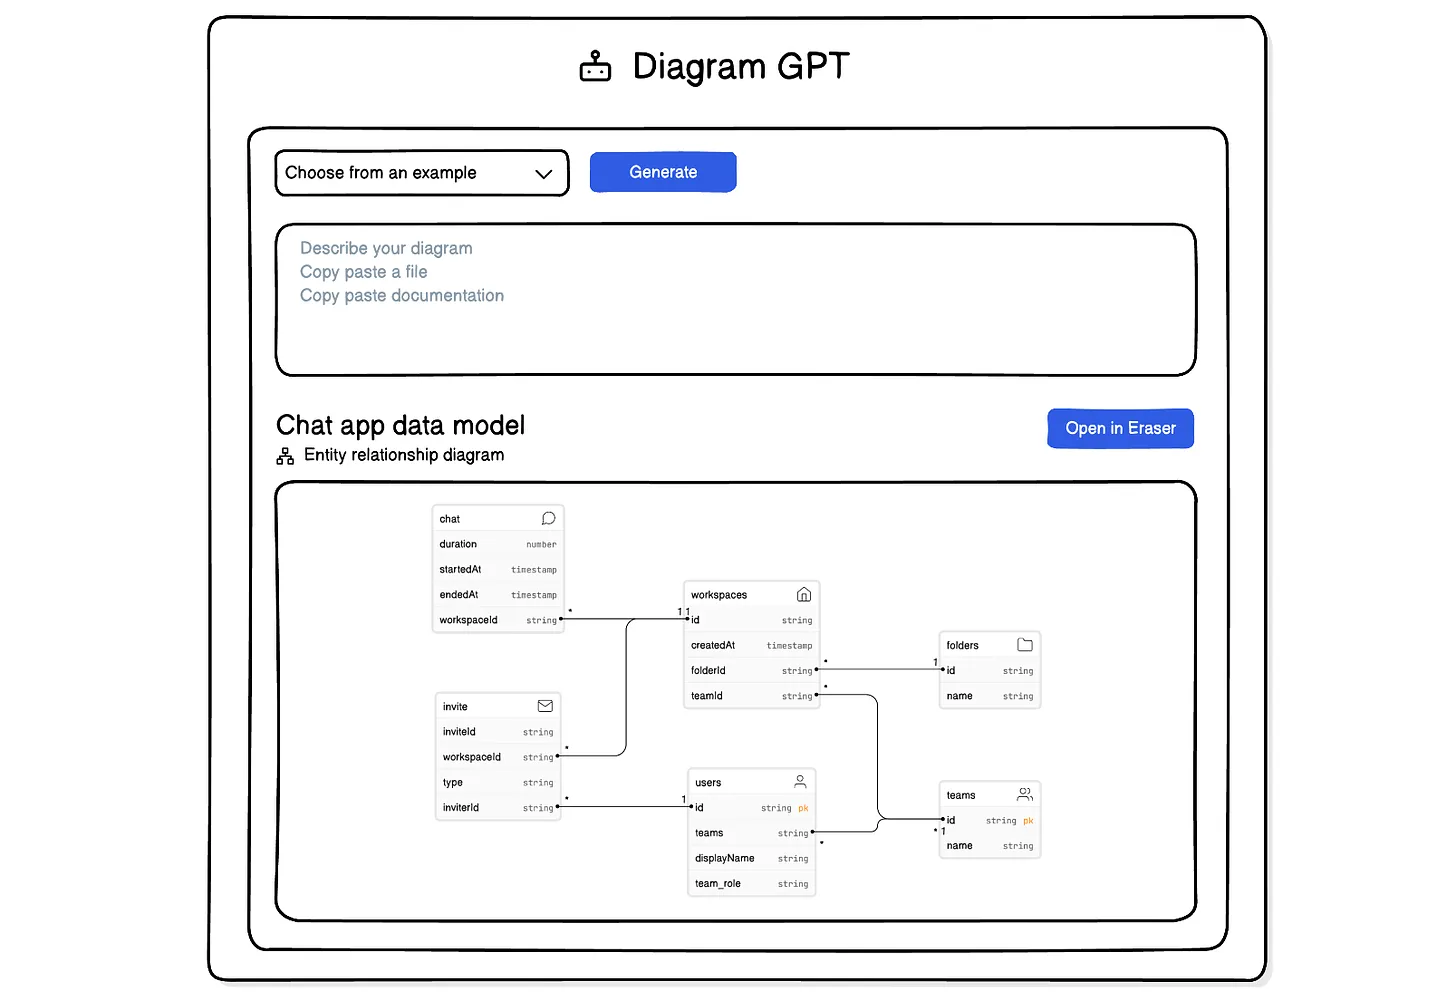 Diagram GPT
Choose from an example
Generate
Describe your diagram
Copy paste a file
Copy paste documentation
Chat app data model
Open in Eraser
Entity relationship diagram
chat
duration number
startedAt timestamp
endedAt timestamp
workspaceId string *
invite
inviteId string
workspaceId string *
type string
inviterId string *
workspaces
1 1
id string
createdAt timestamp
folderId string *
teamId string *
users
1
id string pk
teams string *
displayName string
team_role string
folders
1
id string
name string
teams
id string pk
* 1
name string